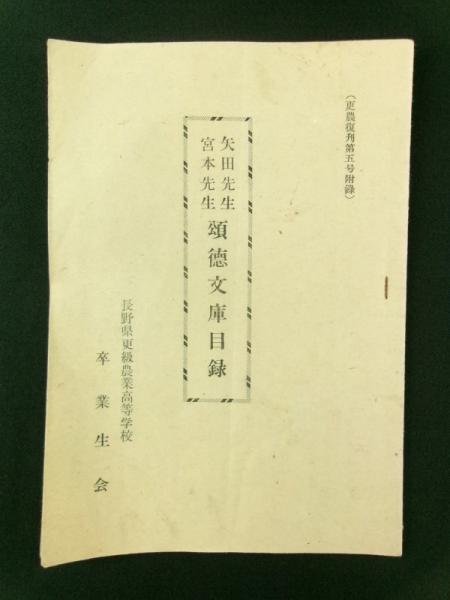 （更農復刊第五号附録）
矢田先生
宮本先生
頌徳文庫目録
長野県更級農業高等学校
卒業生会